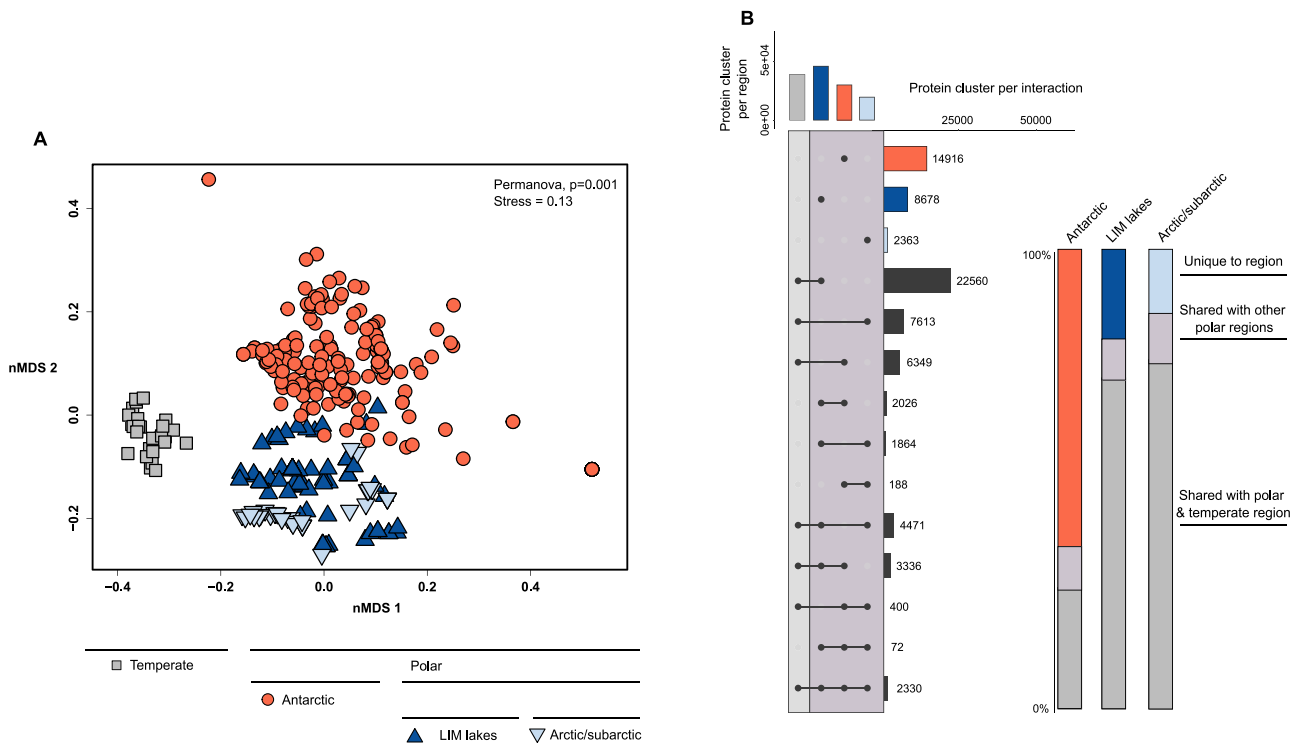 A
nMDS 2
0.4
0.2
0.0
−0.2
Permanova, p=0.001
Stress = 0.13
−0.4
−0.2
0.0
0.2
0.4
nMDS 1
Temperate
Polar
Antarctic
LIM lakes
Arctic/subarctic
B
Protein cluster
per region
0e+00
5e+04
Protein cluster per interaction
25000
50000
14916
8678
2363
22560
7613
6349
2026
1864
188
4471
3336
400
72
2330
Antarctic
LIM lakes
Arctic/subarctic
100%
0%
Unique to region
Shared with other
polar regions
Shared with polar
& temperate region